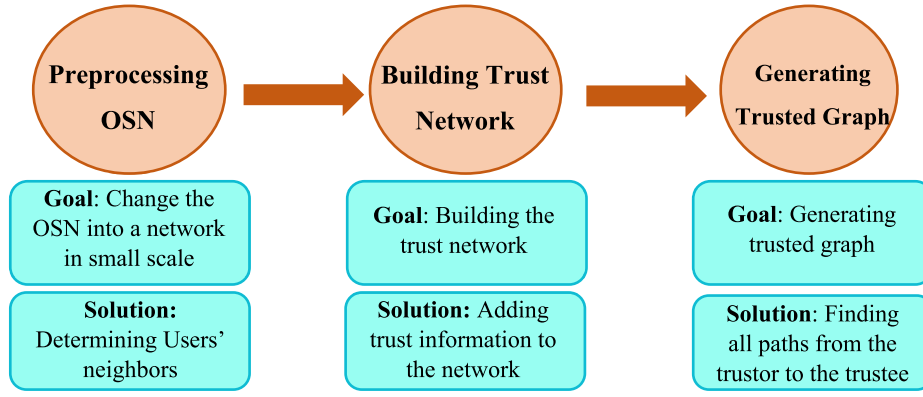 Preprocessing
OSN
Building Trust
Network
Generating
Trusted Graph
Goal: Change the
OSN into a network
in small scale
Goal: Building the
trust network
Goal: Generating
trusted graph
Solution:
Determining Users’
neighbors
Solution: Adding
trust information to
the network
Solution: Finding
all paths from the
trustor to the trustee